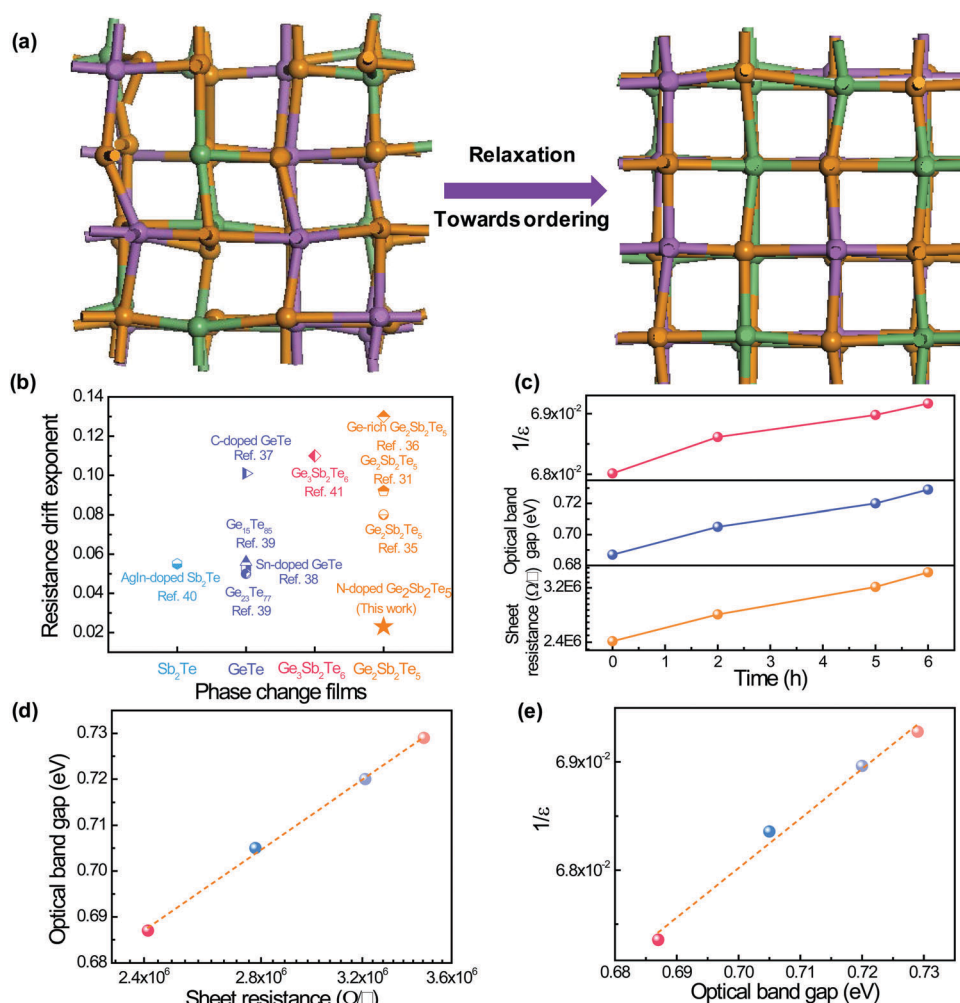 (a)
Relaxation
Towards ordering
(b)
Resistance drift exponent
0.14
0.12
0.10
0.08
0.06
0.04
0.02
C-doped GeTe
Ref. 37
Ge₃Sb₂Te₆
Ref. 41
Ge-rich Ge₂Sb₂Te₅
Ref . 36
Ge₂Sb₂Te₅
Ref. 31
Ge₂Sb₂Te₅
Ref. 35
Ge₁₅Te₈₅
Ref. 39
Sn-doped GeTe
Ref. 38
AgIn-doped Sb₂Te
Ref. 40
Ge₂₃Te₇₇
Ref. 39
N-doped Ge₂Sb₂Te₅
(This work)
Sb₂Te GeTe Ge₃Sb₂Te₆ Ge₂Sb₂Te₅
Phase change films
(c)
1/ε
6.9x10⁻²
6.8x10⁻²
Optical band
gap (eV)
0.72
0.70
0.68
Sheet
resistance (Ω/□)
3.2E6
2.4E6
0 1 2 3 4 5 6
Time (h)
(d)
Optical band gap (eV)
0.73
0.72
0.71
0.70
0.69
0.68
2.4x10⁶ 2.8x10⁶ 3.2x10⁶ 3.6x10⁶
Sheet resistance (Ω/□)
(e)
1/ε
6.9x10⁻²
6.8x10⁻²
0.68 0.69 0.70 0.71 0.72 0.73
Optical band gap (eV)